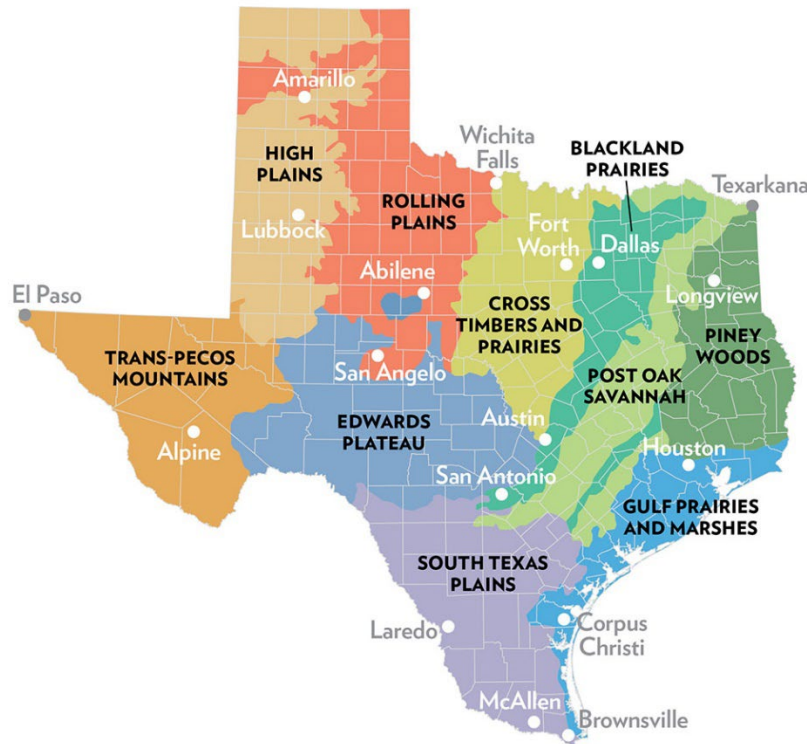 Amarillo
HIGH
PLAINS
Lubbock
ROLLING
PLAINS
Abilene
Wichita
Falls
BLACKLAND
PRAIRIES
Texarkana
Fort
Worth
Dallas
Longview
El Paso
TRANS-PECOS
MOUNTAINS
Alpine
San Angelo
CROSS
TIMBERS AND
PRAIRIES
PINEY
WOODS
POST OAK
SAVANNAH
EDWARDS
PLATEAU
Austin
San Antonio
Houston
GULF PRAIRIES
AND MARSHES
SOUTH TEXAS
PLAINS
Laredo
Corpus
Christi
McAllen
Brownsville